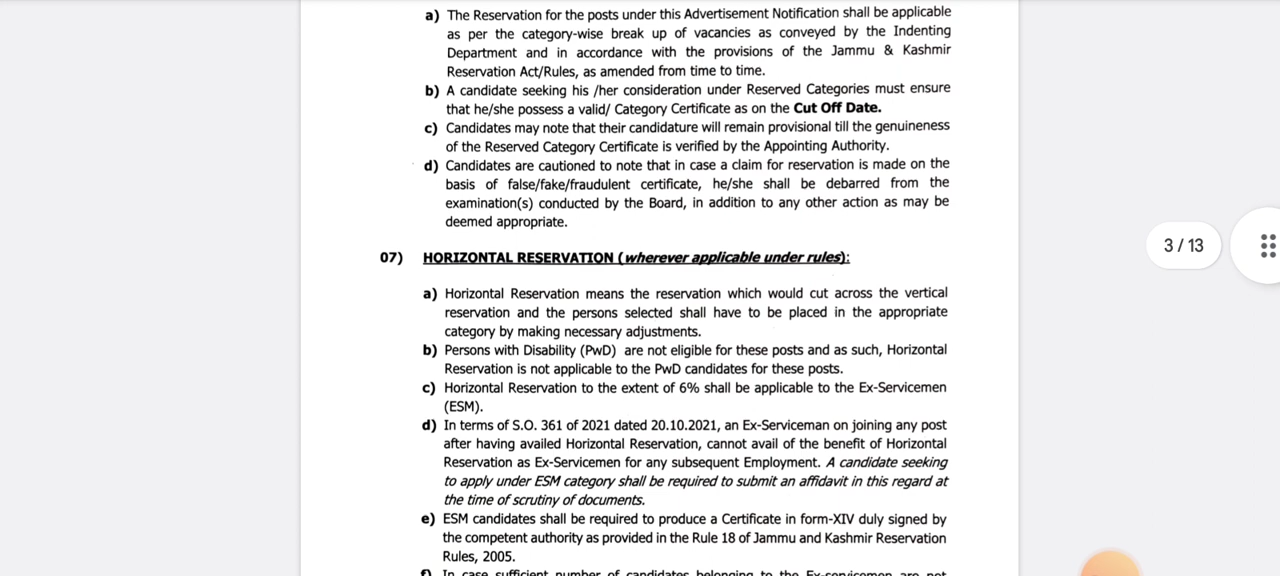 a) The Reservation for the posts under this Advertisement Notification shall be applicable
as per the category-wise break up of vacancies as conveyed by the Indenting
Department and in accordance with the provisions of the Jammu & Kashmir
Reservation Act/Rules, as amended from time to time.
b) A candidate seeking his /her consideration under Reserved Categories must ensure
that he/she possess a valid/ Category Certificate as on the Cut Off Date.
c) Candidates may note that their candidature will remain provisional till the genuineness
of the Reserved Category Certificate is verified by the Appointing Authority.
d) Candidates are cautioned to note that in case a claim for reservation is made on the
basis of false/fake/fraudulent certificate, he/she shall be debarred from the
examination(s) conducted by the Board, in addition to any other action as may be
deemed appropriate.
3 / 13
07) HORIZONTAL RESERVATION (wherever applicable under rules):
a) Horizontal Reservation means the reservation which would cut across the vertical
reservation and the persons selected shall have to be placed in the appropriate
category by making necessary adjustments.
b) Persons with Disability (PwD) are not eligible for these posts and as such, Horizontal
Reservation is not applicable to the PwD candidates for these posts.
c) Horizontal Reservation to the extent of 6% shall be applicable to the Ex-Servicemen
(ESM).
d) In terms of S.O. 361 of 2021 dated 20.10.2021, an Ex-Serviceman on joining any post
after having availed Horizontal Reservation, cannot avail of the benefit of Horizontal
Reservation as Ex-Servicemen for any subsequent Employment. A candidate seeking
to apply under ESM category shall be required to submit an affidavit in this regard at
the time of scrutiny of documents.
e) ESM candidates shall be required to produce a Certificate in form-XIV duly signed by
the competent authority as provided in the Rule 18 of Jammu and Kashmir Reservation
Rules, 2005.
f) In case sufficient number of candidates belonging to the Ex-servicemen are not